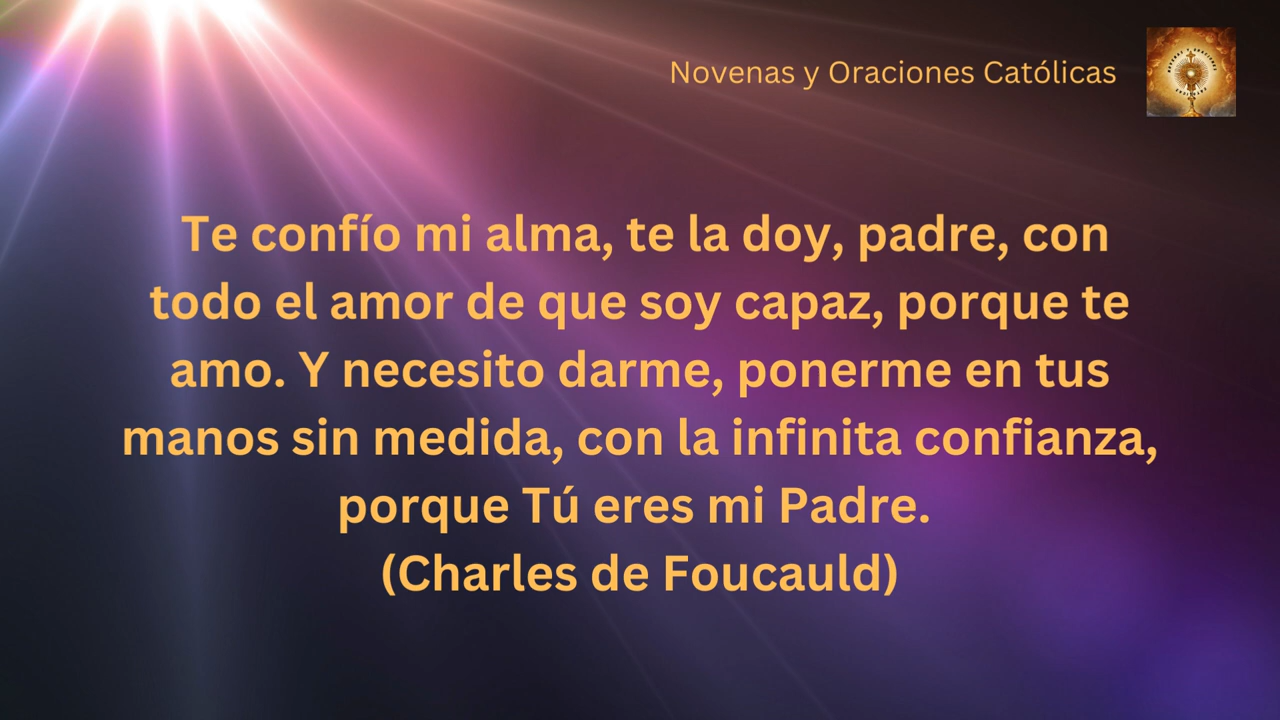 Novenas y Oraciones Católicas
Te confío mi alma, te la doy, padre, con
todo el amor de que soy capaz, porque te
amo. Y necesito darme, ponerme en tus
manos sin medida, con la infinita confianza,
porque Tú eres mi Padre.
(Charles de Foucauld)